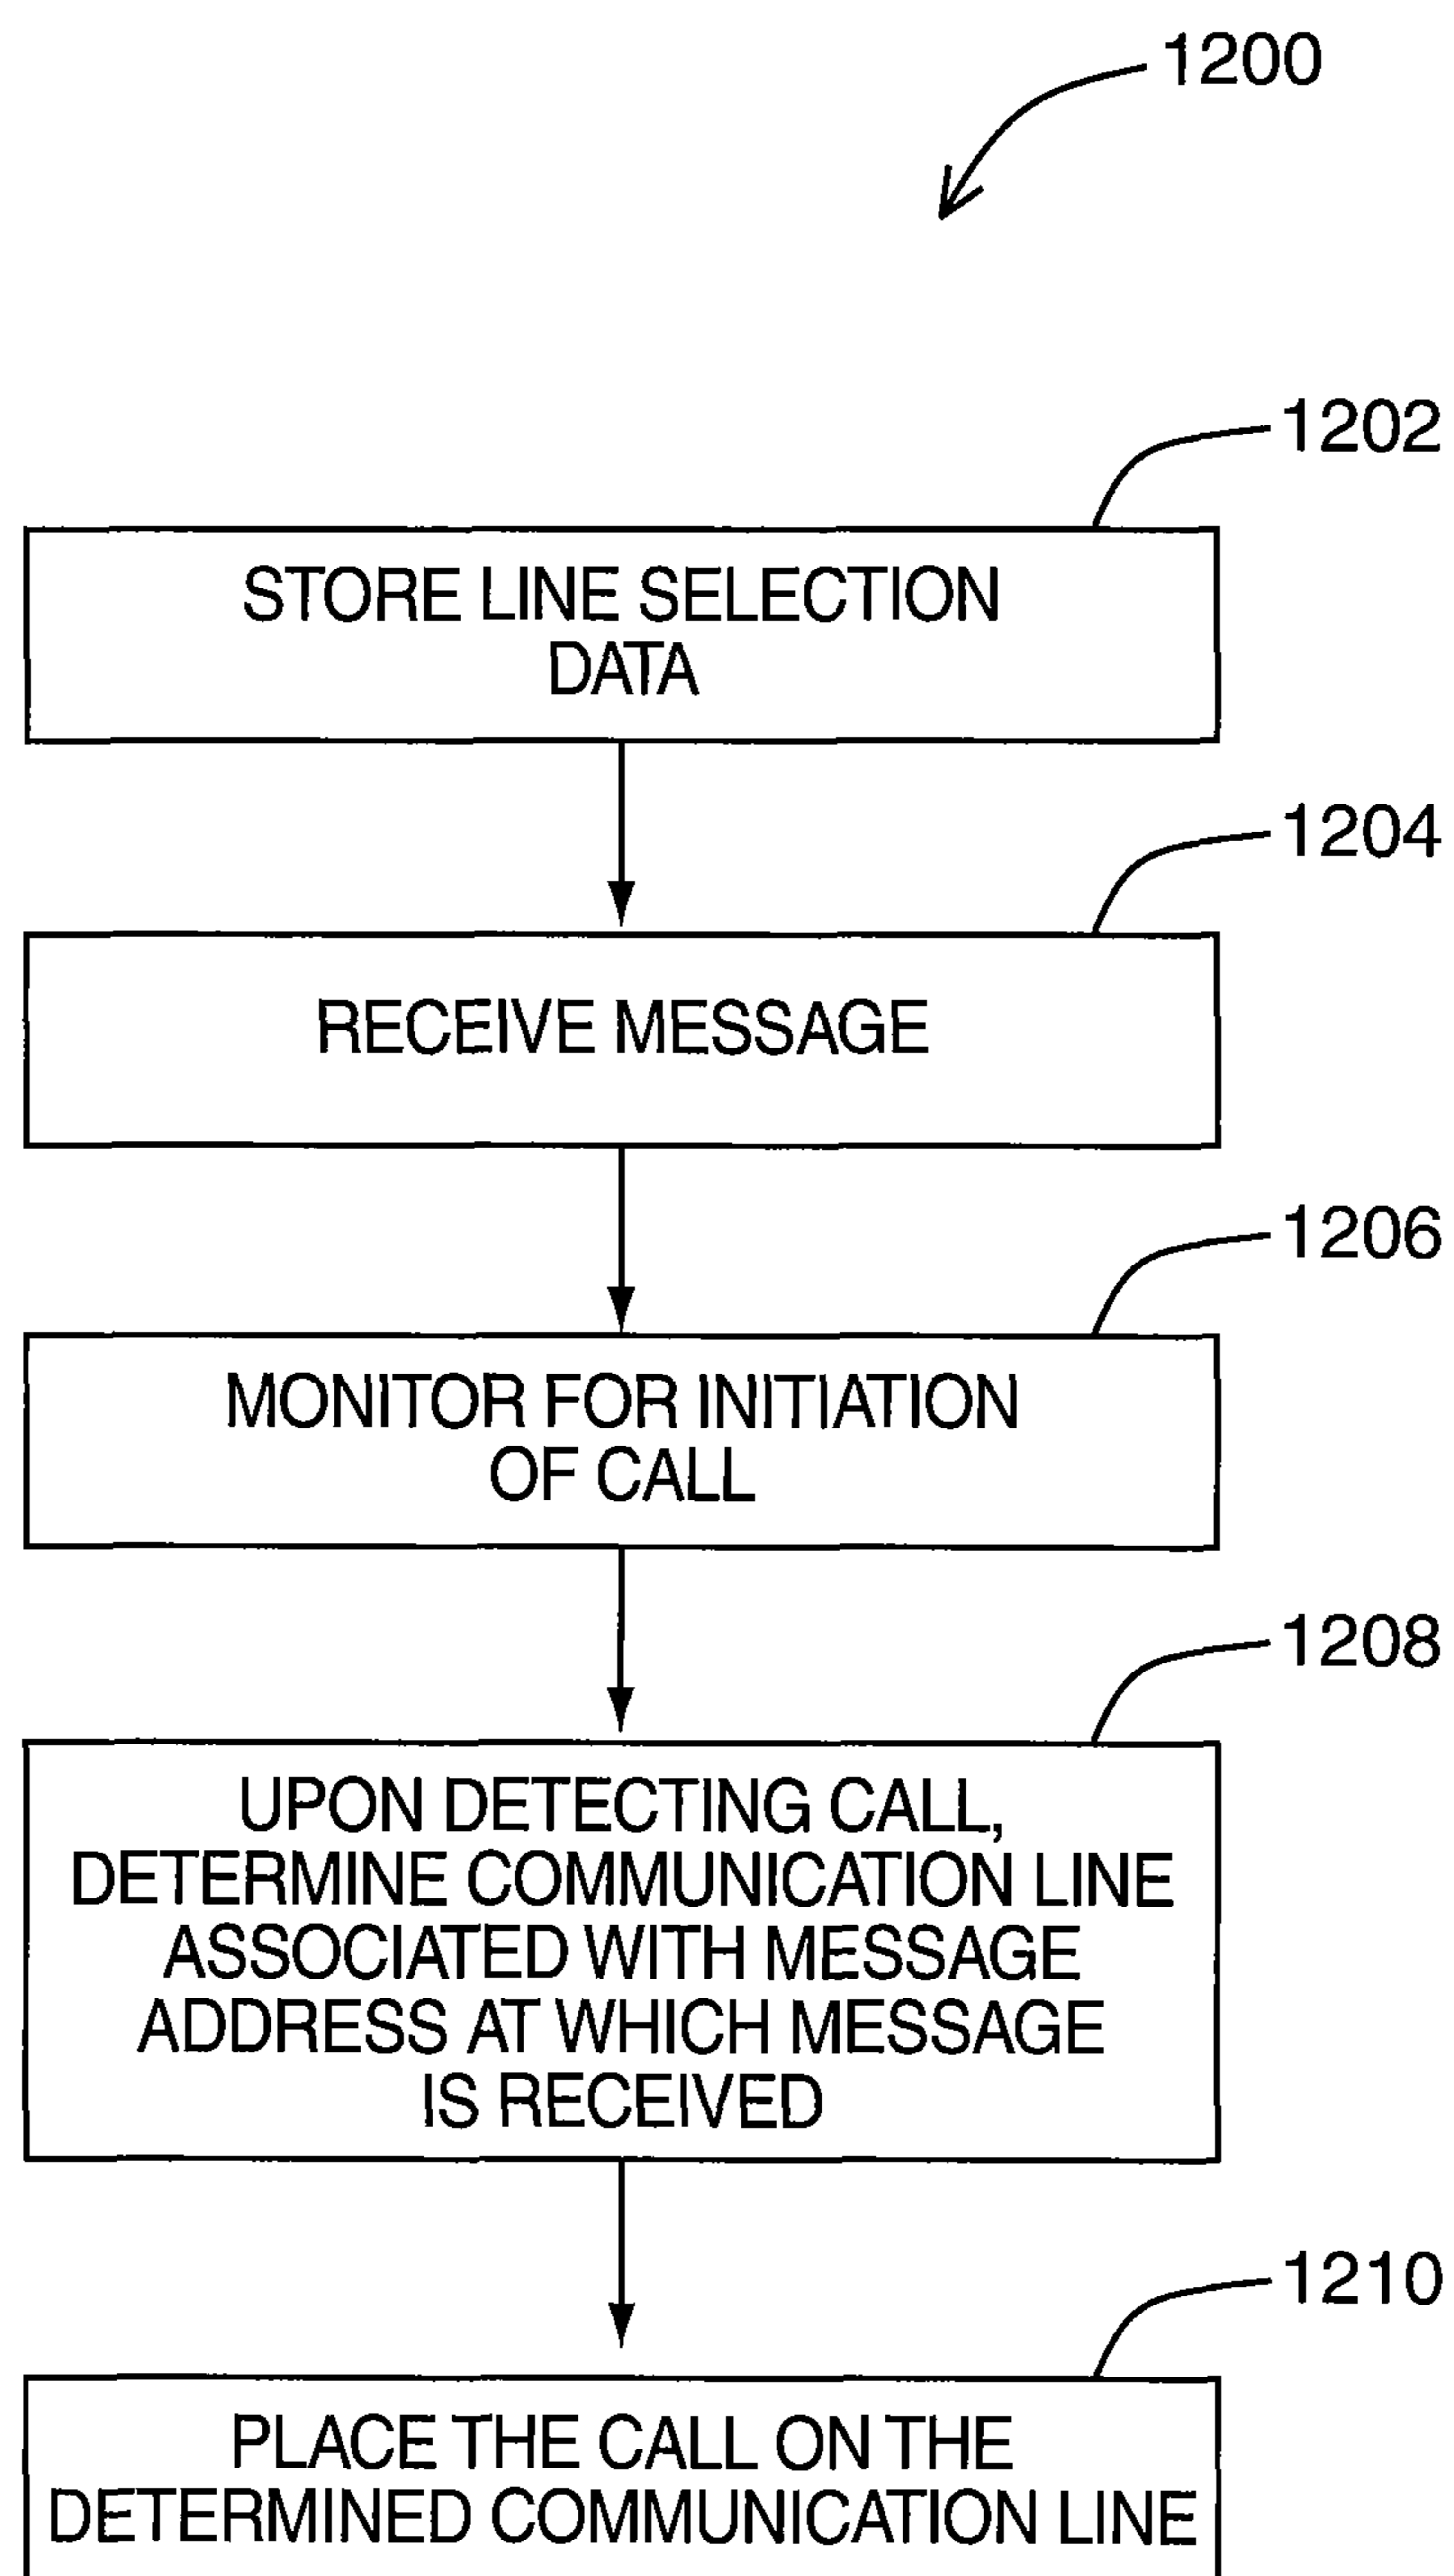 1200
1202
STORE LINE SELECTION
DATA
1204
RECEIVE MESSAGE
1206
MONITOR FOR INITIATION
OF CALL
1208
UPON DETECTING CALL,
DETERMINE COMMUNICATION LINE
ASSOCIATED WITH MESSAGE
ADDRESS AT WHICH MESSAGE
IS RECEIVED
1210
PLACE THE CALL ON THE
DETERMINED COMMUNICATION LINE